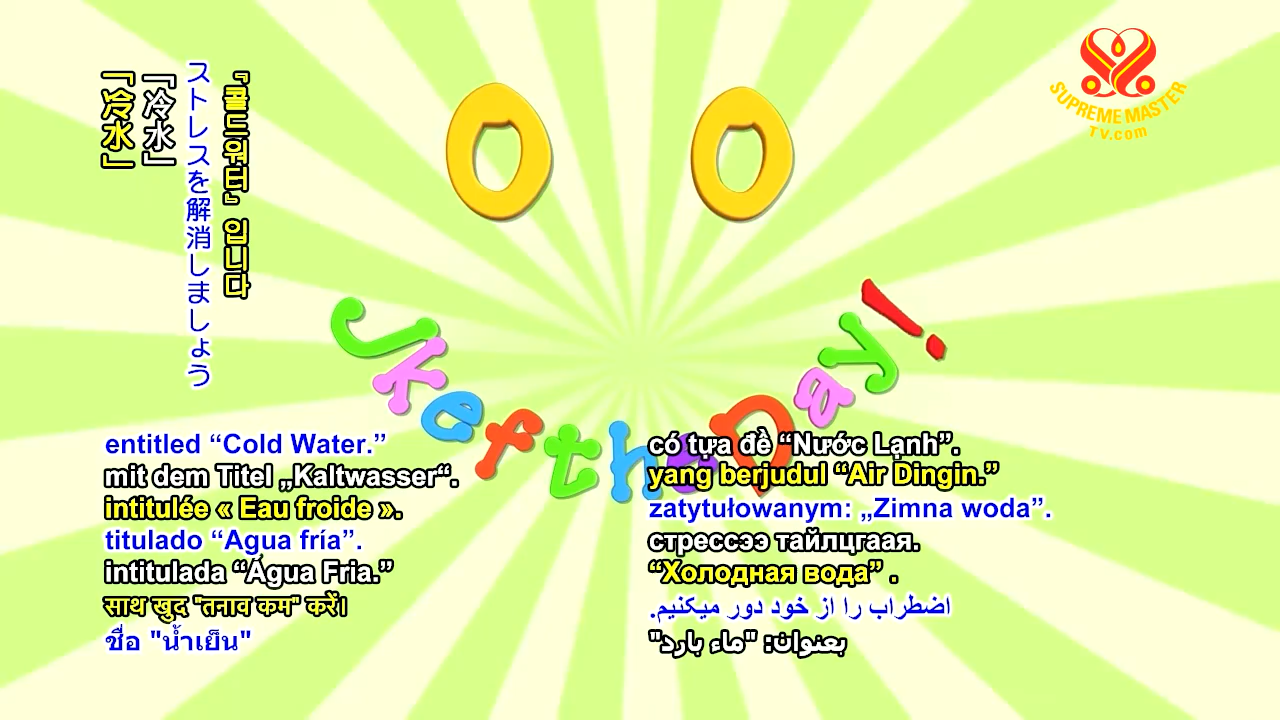 SUPREME MASTER
TV.com
『콜드워터』입니다
ストレスを解消しましょう
「冷水」
「冷水」
Jkeftheday!
entitled “Cold Water.”
mit dem Titel „Kaltwasser“.
intitulée « Eau froide ».
titulado “Agua fría”.
intitulada “Água Fria.”
साथ खुद "तनाव कम" करें।
ชื่อ "น้ำเย็น"
có tựa đề “Nước Lạnh”.
yang berjudul “Air Dingin.”
zatytułowanym: „Zimna woda”.
стрессээ тайлцгаая.
“Холодная вода” .
اضطراب را از خود دور میکنیم.
بعنوان: "ماء بارد"